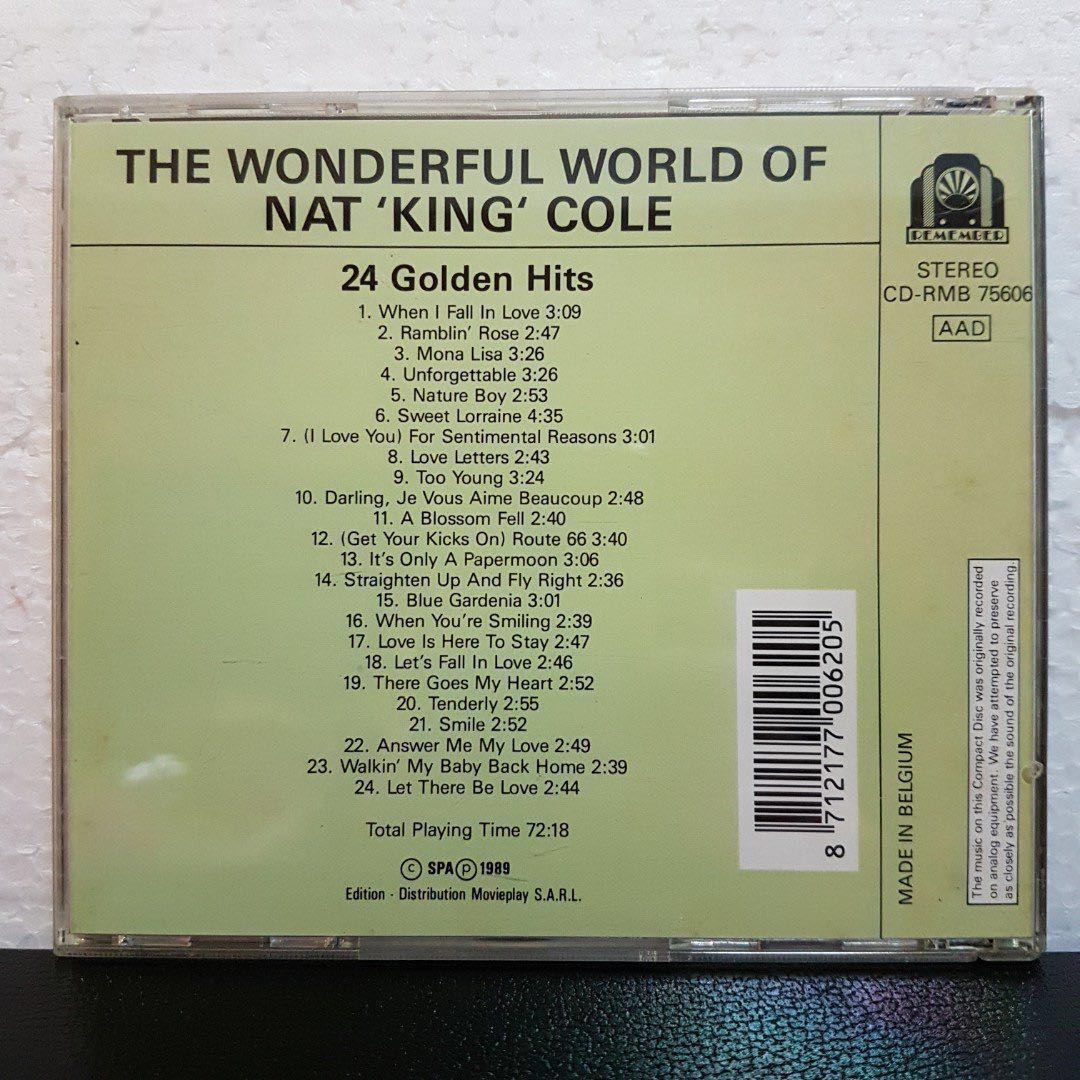 THE WONDERFUL WORLD OF
NAT ‘KING‘ COLE
24 Golden Hits
1. When I Fall In Love 3:09
2. Ramblin' Rose 2:47
3. Mona Lisa 3:26
4. Unforgettable 3:26
5. Nature Boy 2:53
6. Sweet Lorraine 4:35
7. (I Love You) For Sentimental Reasons 3:01
8. Love Letters 2:43
9. Too Young 3:24
10. Darling, Je Vous Aime Beaucoup 2:48
11. A Blossom Fell 2:40
12. (Get Your Kicks On) Route 66 3:40
13. It's Only A Papermoon 3:06
14. Straighten Up And Fly Right 2:36
15. Blue Gardenia 3:01
16. When You're Smiling 2:39
17. Love Is Here To Stay 2:47
18. Let's Fall In Love 2:46
19. There Goes My Heart 2:52
20. Tenderly 2:55
21. Smile 2:52
22. Answer Me My Love 2:49
23. Walkin' My Baby Back Home 2:39
24. Let There Be Love 2:44
Total Playing Time 72:18
© SPA ℗ 1989
Edition - Distribution Movieplay S.A.R.L.
REMEMBER
STEREO
CD-RMB 75606
AAD
8 712177 006205
MADE IN BELGIUM
The music on this Compact Disc was originally recorded
on analog equipment. We have attempted to preserve
as closely as possible the sound of the original recording.